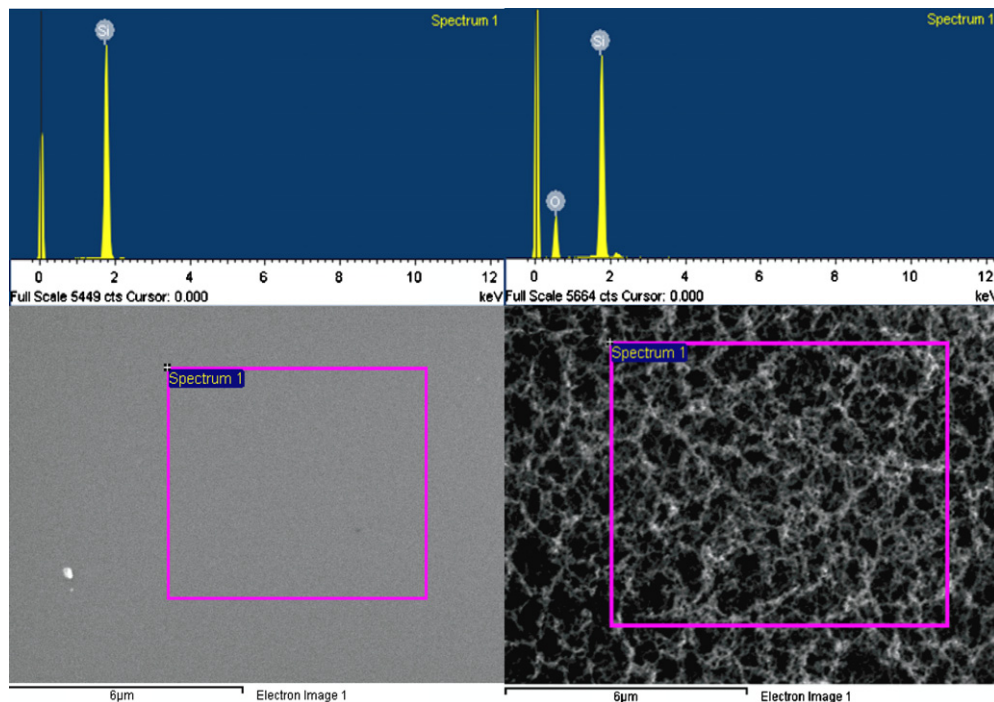 Spectrum 1
Si
0 2 4 6 8 10 12
Full Scale 5449 cts Cursor: 0.000 keV
Spectrum 1
Si
O
0 2 4 6 8 10 12
Full Scale 5664 cts Cursor: 0.000 keV
Spectrum 1
6µm Electron Image 1
Spectrum 1
6µm Electron Image 1